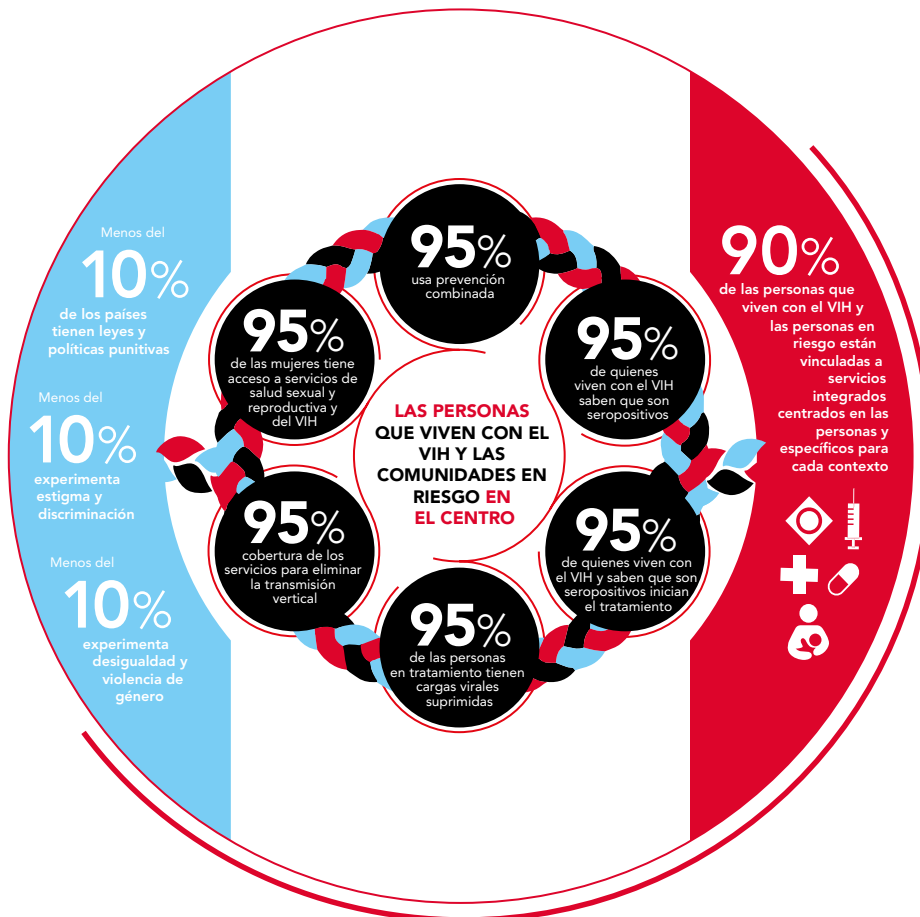 Menos del
10%
de los países
tienen leyes y
políticas punitivas
Menos del
10%
experimenta
estigma y
discriminación
Menos del
10%
experimenta
desigualdad y
violencia de
género
95%
usa prevención
combinada
95%
de las mujeres tiene
acceso a servicios de
salud sexual y
reproductiva y
del VIH
95%
de quienes
viven con el VIH
saben que son
seropositivos
LAS PERSONAS
QUE VIVEN CON EL
VIH Y LAS
COMUNIDADES EN
RIESGO EN
EL CENTRO
95%
cobertura de los
servicios para eliminar
la transmisión
vertical
95%
de quienes viven con
el VIH y saben que son
seropositivos inician
el tratamiento
95%
de las personas
en tratamiento tienen
cargas virales
suprimidas
90%
de las personas que
viven con el VIH y
las personas en
riesgo están
vinculadas a
servicios
integrados
centrados en las
personas y
específicos para
cada contexto